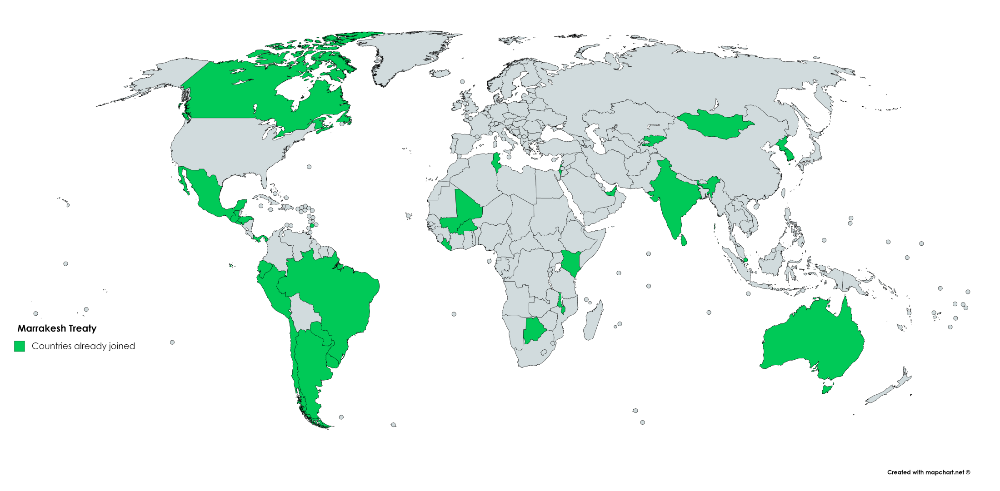 Marrakesh Treaty
Countries already joined
Created with mapchart.net ©